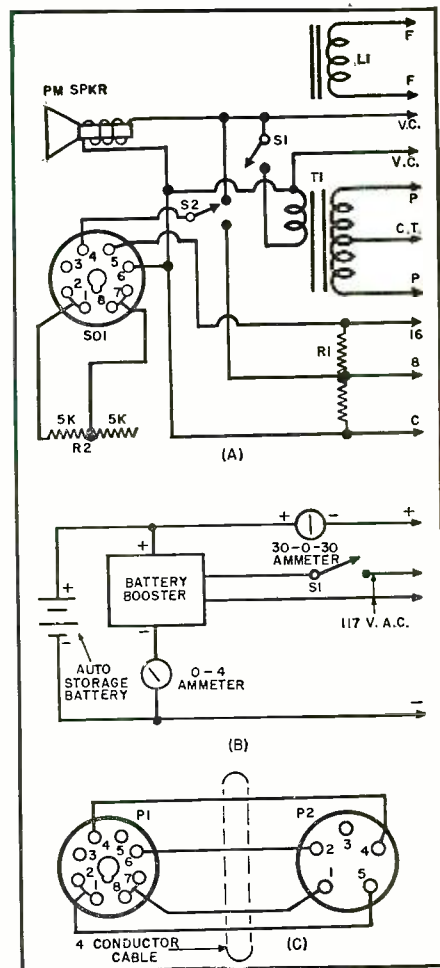 F
L1
F
PM SPKR
V.C.
S1
V.C.
T1
P
S2
C.T.
4 5
3 6
2 7
1 8
P
SO1
16
R1
8
5K 5K
R2
C
(A)
+ -
+
30-0-30
AMMETER
+
BATTERY
BOOSTER
S1
+
-
117 V. A.C.
-
AUTO
STORAGE
BATTERY
0-4
AMMETER
-
(B)
P1 P2
4 5
3 6
2 7
1 8
3
2 4
1 5
4 CONDUCTOR
CABLE
(C)